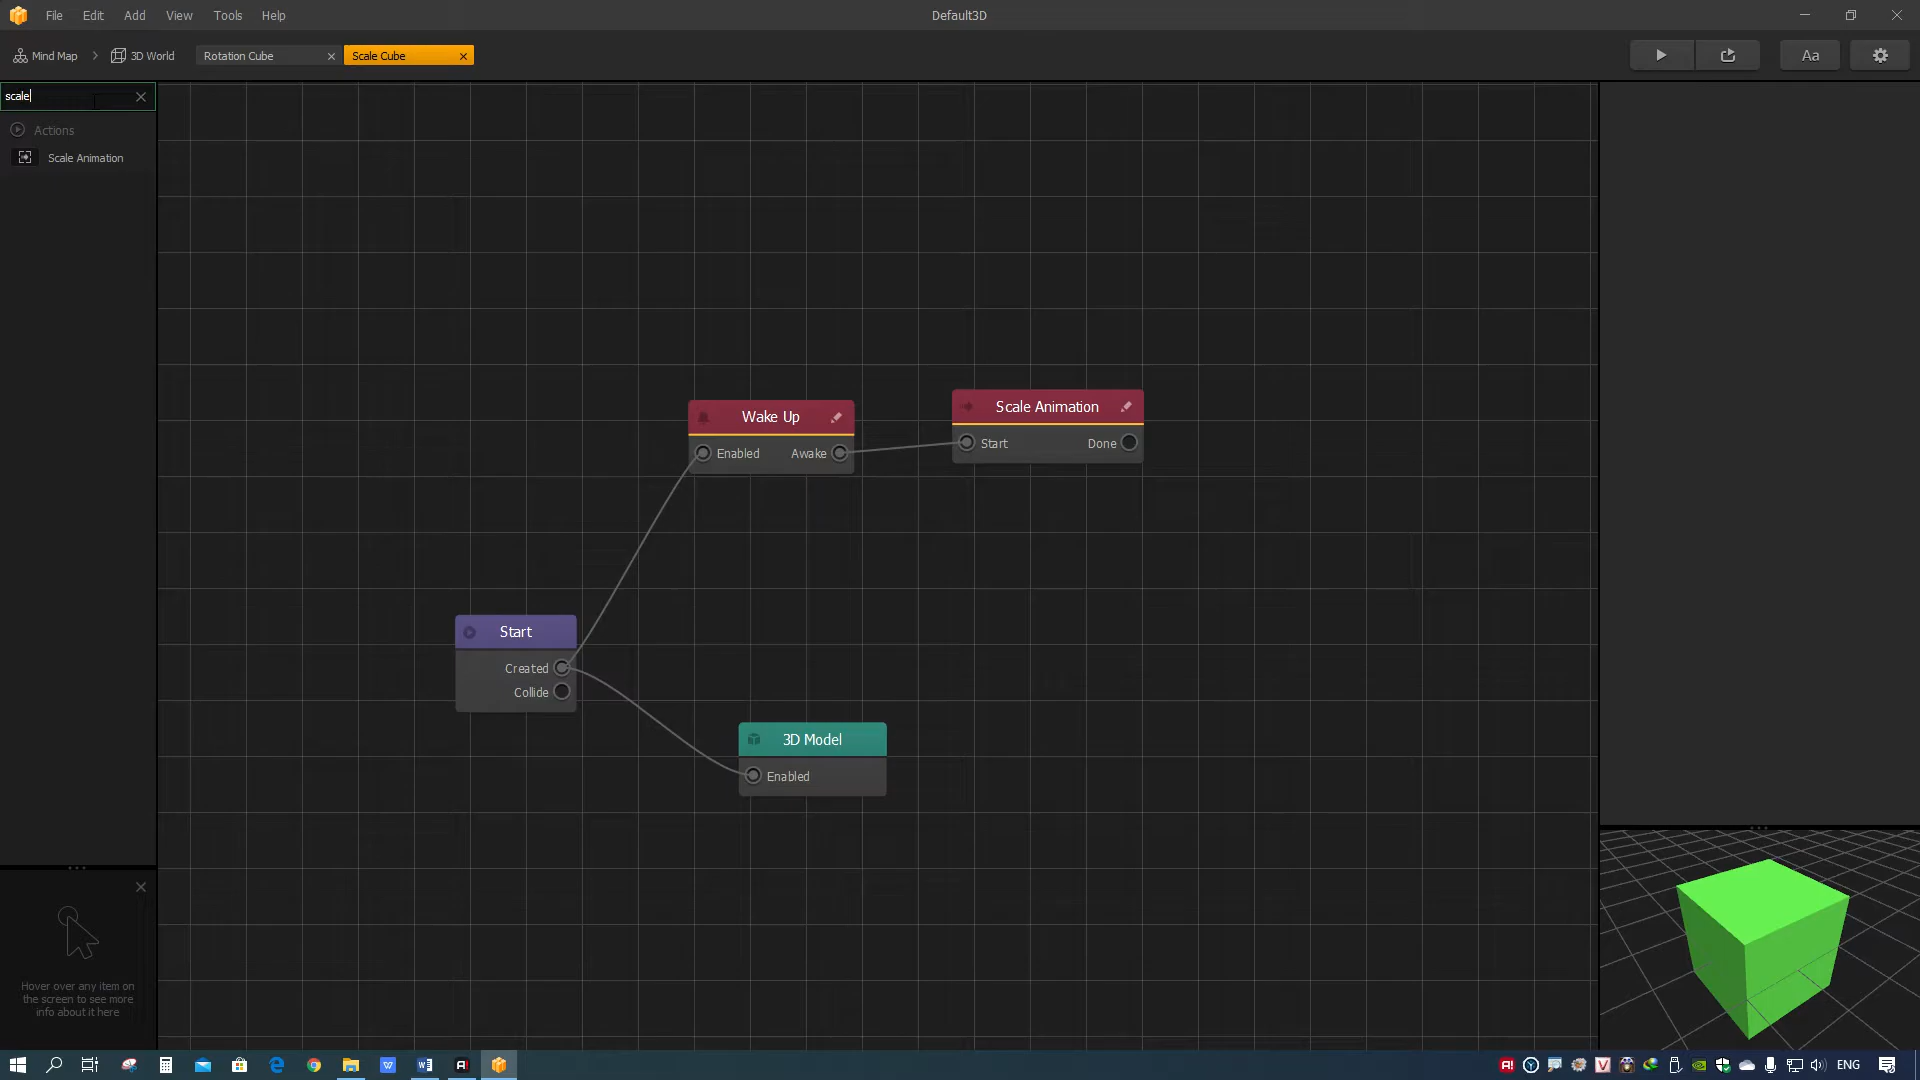 File Edit Add View Tools Help
Default3D
Mind Map
3D World
Rotation Cube
Scale Cube
Aa
scale
Actions
Scale Animation
Wake Up
Enabled
Awake
Scale Animation
Start
Done
Start
Created
Collide
3D Model
Enabled
Hover over any item on
the screen to see more
info about it here
ENG